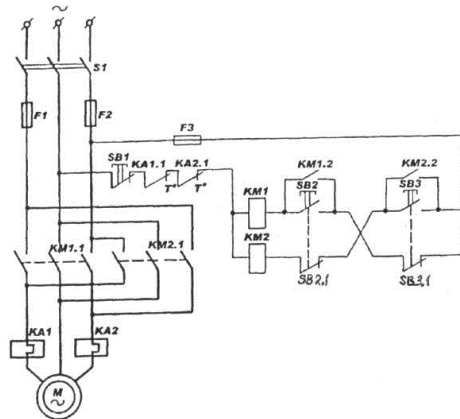 ~
S1
F1
F2
F3
SB1
KA1.1
KA2.1
T°
T°
KM1.2
KM2.2
SB2
SB3
KM1
KM2
SB2.1
SB3.1
KM1.1
KM2.1
KA1
KA2
M
~